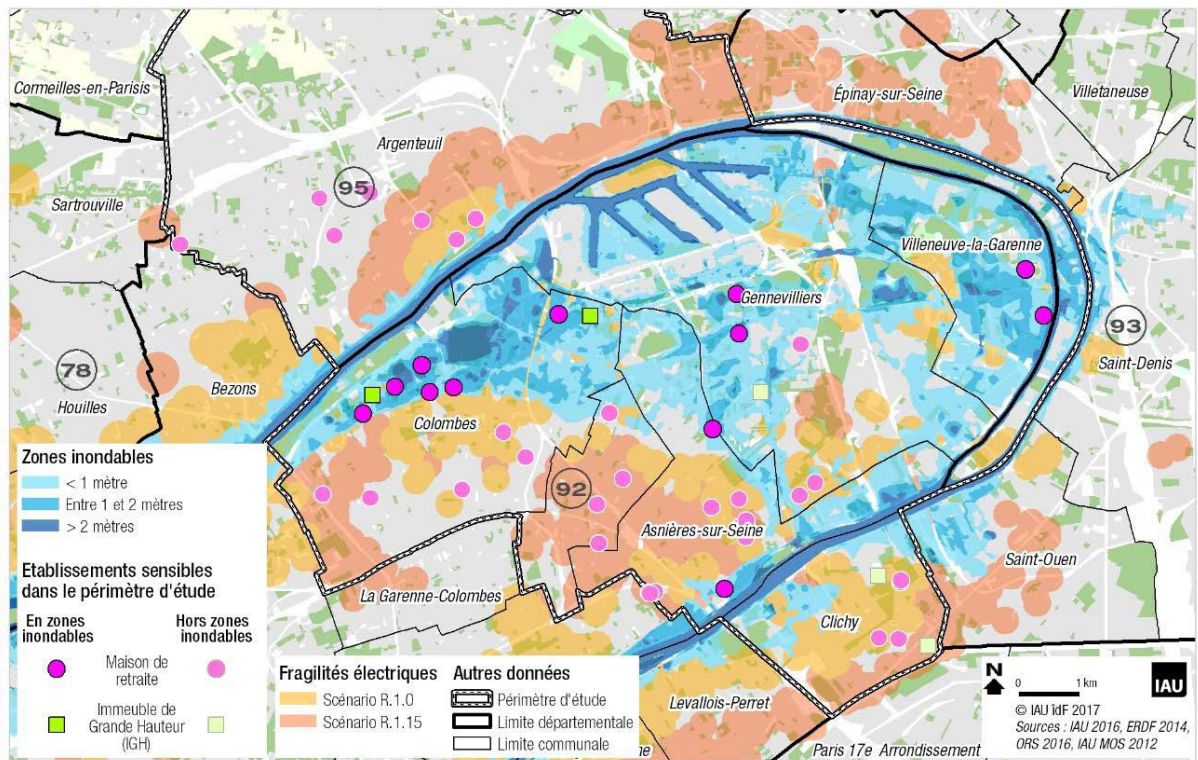 Cormeilles-en-Parisis
Épinay-sur-Seine
Villetaneuse
Argenteuil
95
Sartrouville
Villeneuve-la-Garenne
Gennevilliers
93
78
Saint-Denis
Houilles
Bezons
Colombes
92
Asnières-sur-Seine
Saint-Ouen
La Garenne-Colombes
Clichy
Levallois-Perret
Paris 17e Arrondissement
Zones inondables
< 1 mètre
Entre 1 et 2 mètres
> 2 mètres
Etablissements sensibles
dans le périmètre d'étude
En zones
inondables
Hors zones
inondables
Maison de
retraite
Immeuble de
Grande Hauteur
(IGH)
Fragilités électriques
Scénario R.1.0
Scénario R.1.15
Autres données
Périmètre d'étude
Limite départementale
Limite communale
N
0 1 km
IAU
© IAU îdF 2017
Sources : IAU 2016, ERDF 2014,
ORS 2016, IAU MOS 2012